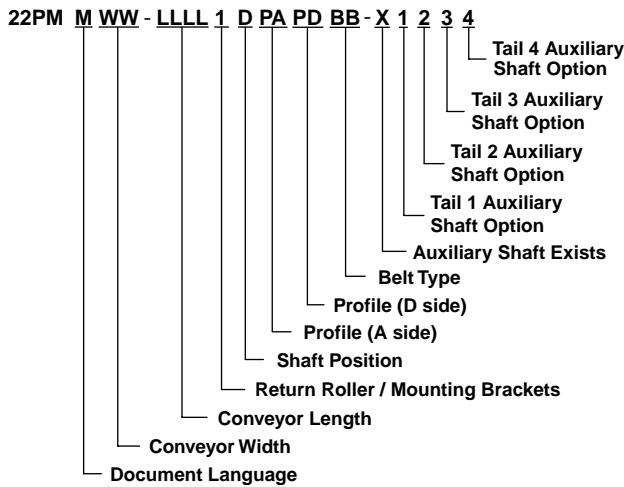 22PM M WW - LLLL 1 D PA PD BB - X 1 2 3 4
Tail 4 Auxiliary
Shaft Option
Tail 3 Auxiliary
Shaft Option
Tail 2 Auxiliary
Shaft Option
Tail 1 Auxiliary
Shaft Option
Auxiliary Shaft Exists
Belt Type
Profile (D side)
Profile (A side)
Shaft Position
Return Roller / Mounting Brackets
Conveyor Length
Conveyor Width
Document Language